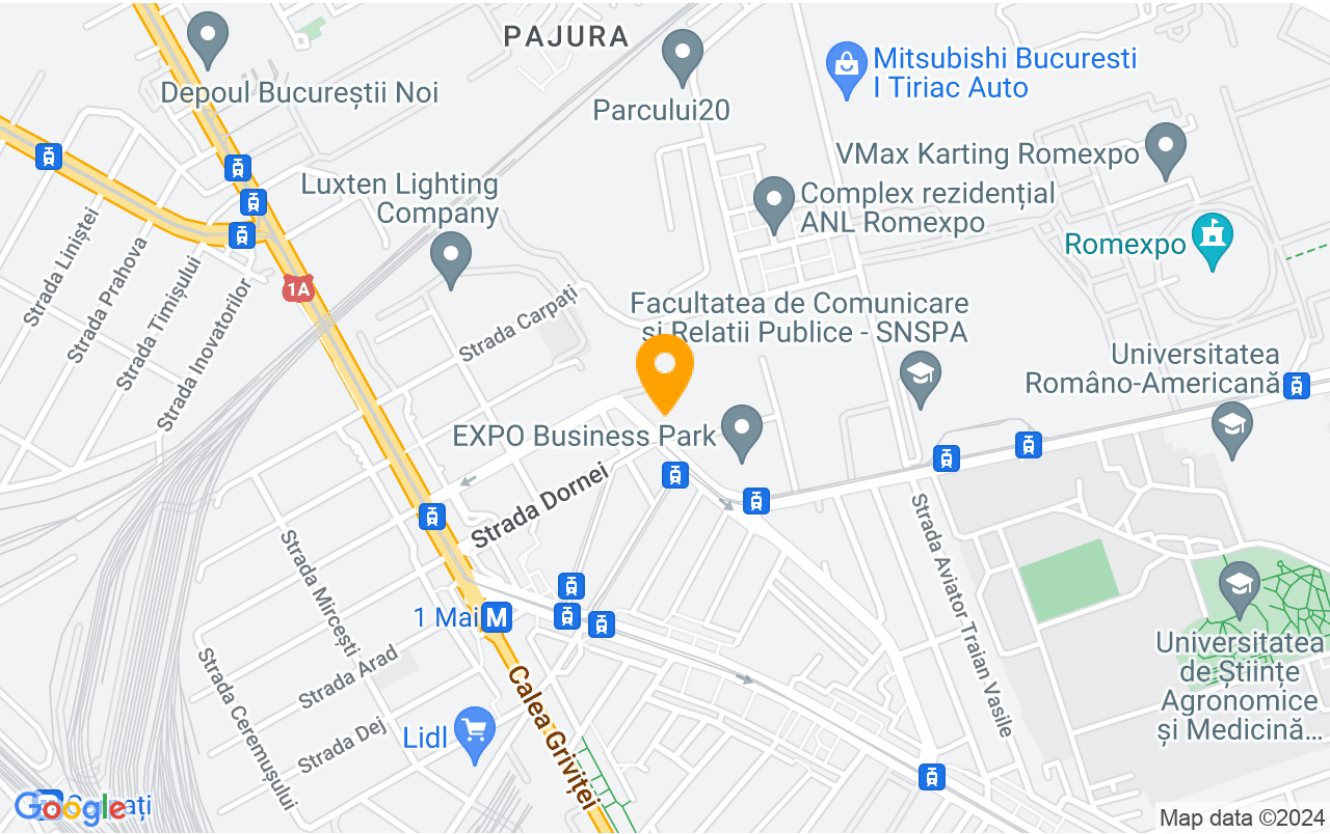 PAJURA
Depoul Bucureștii Noi
Parcului20
Mitsubishi Bucuresti
I Tiriac Auto
VMax Karting Romexpo
Luxten Lighting
Company
Complex rezidențial
ANL Romexpo
Romexpo
Strada Liniștei
Strada Prahova
Strada Timișului
Strada Inovatorilor
1A
Strada Carpați
Facultatea de Comunicare
si Relatii Publice - SNSPA
Universitatea
Româno-Americană
EXPO Business Park
Strada Dornei
Strada Aviator Traian Vasile
Strada Mircești
1 Mai
M
Strada Arad
Strada Ceremușului
Strada Dej
Lidl
Calea Griviței
Universitatea
de Științe
Agronomice
și Medicină...
Google
Map data ©2024